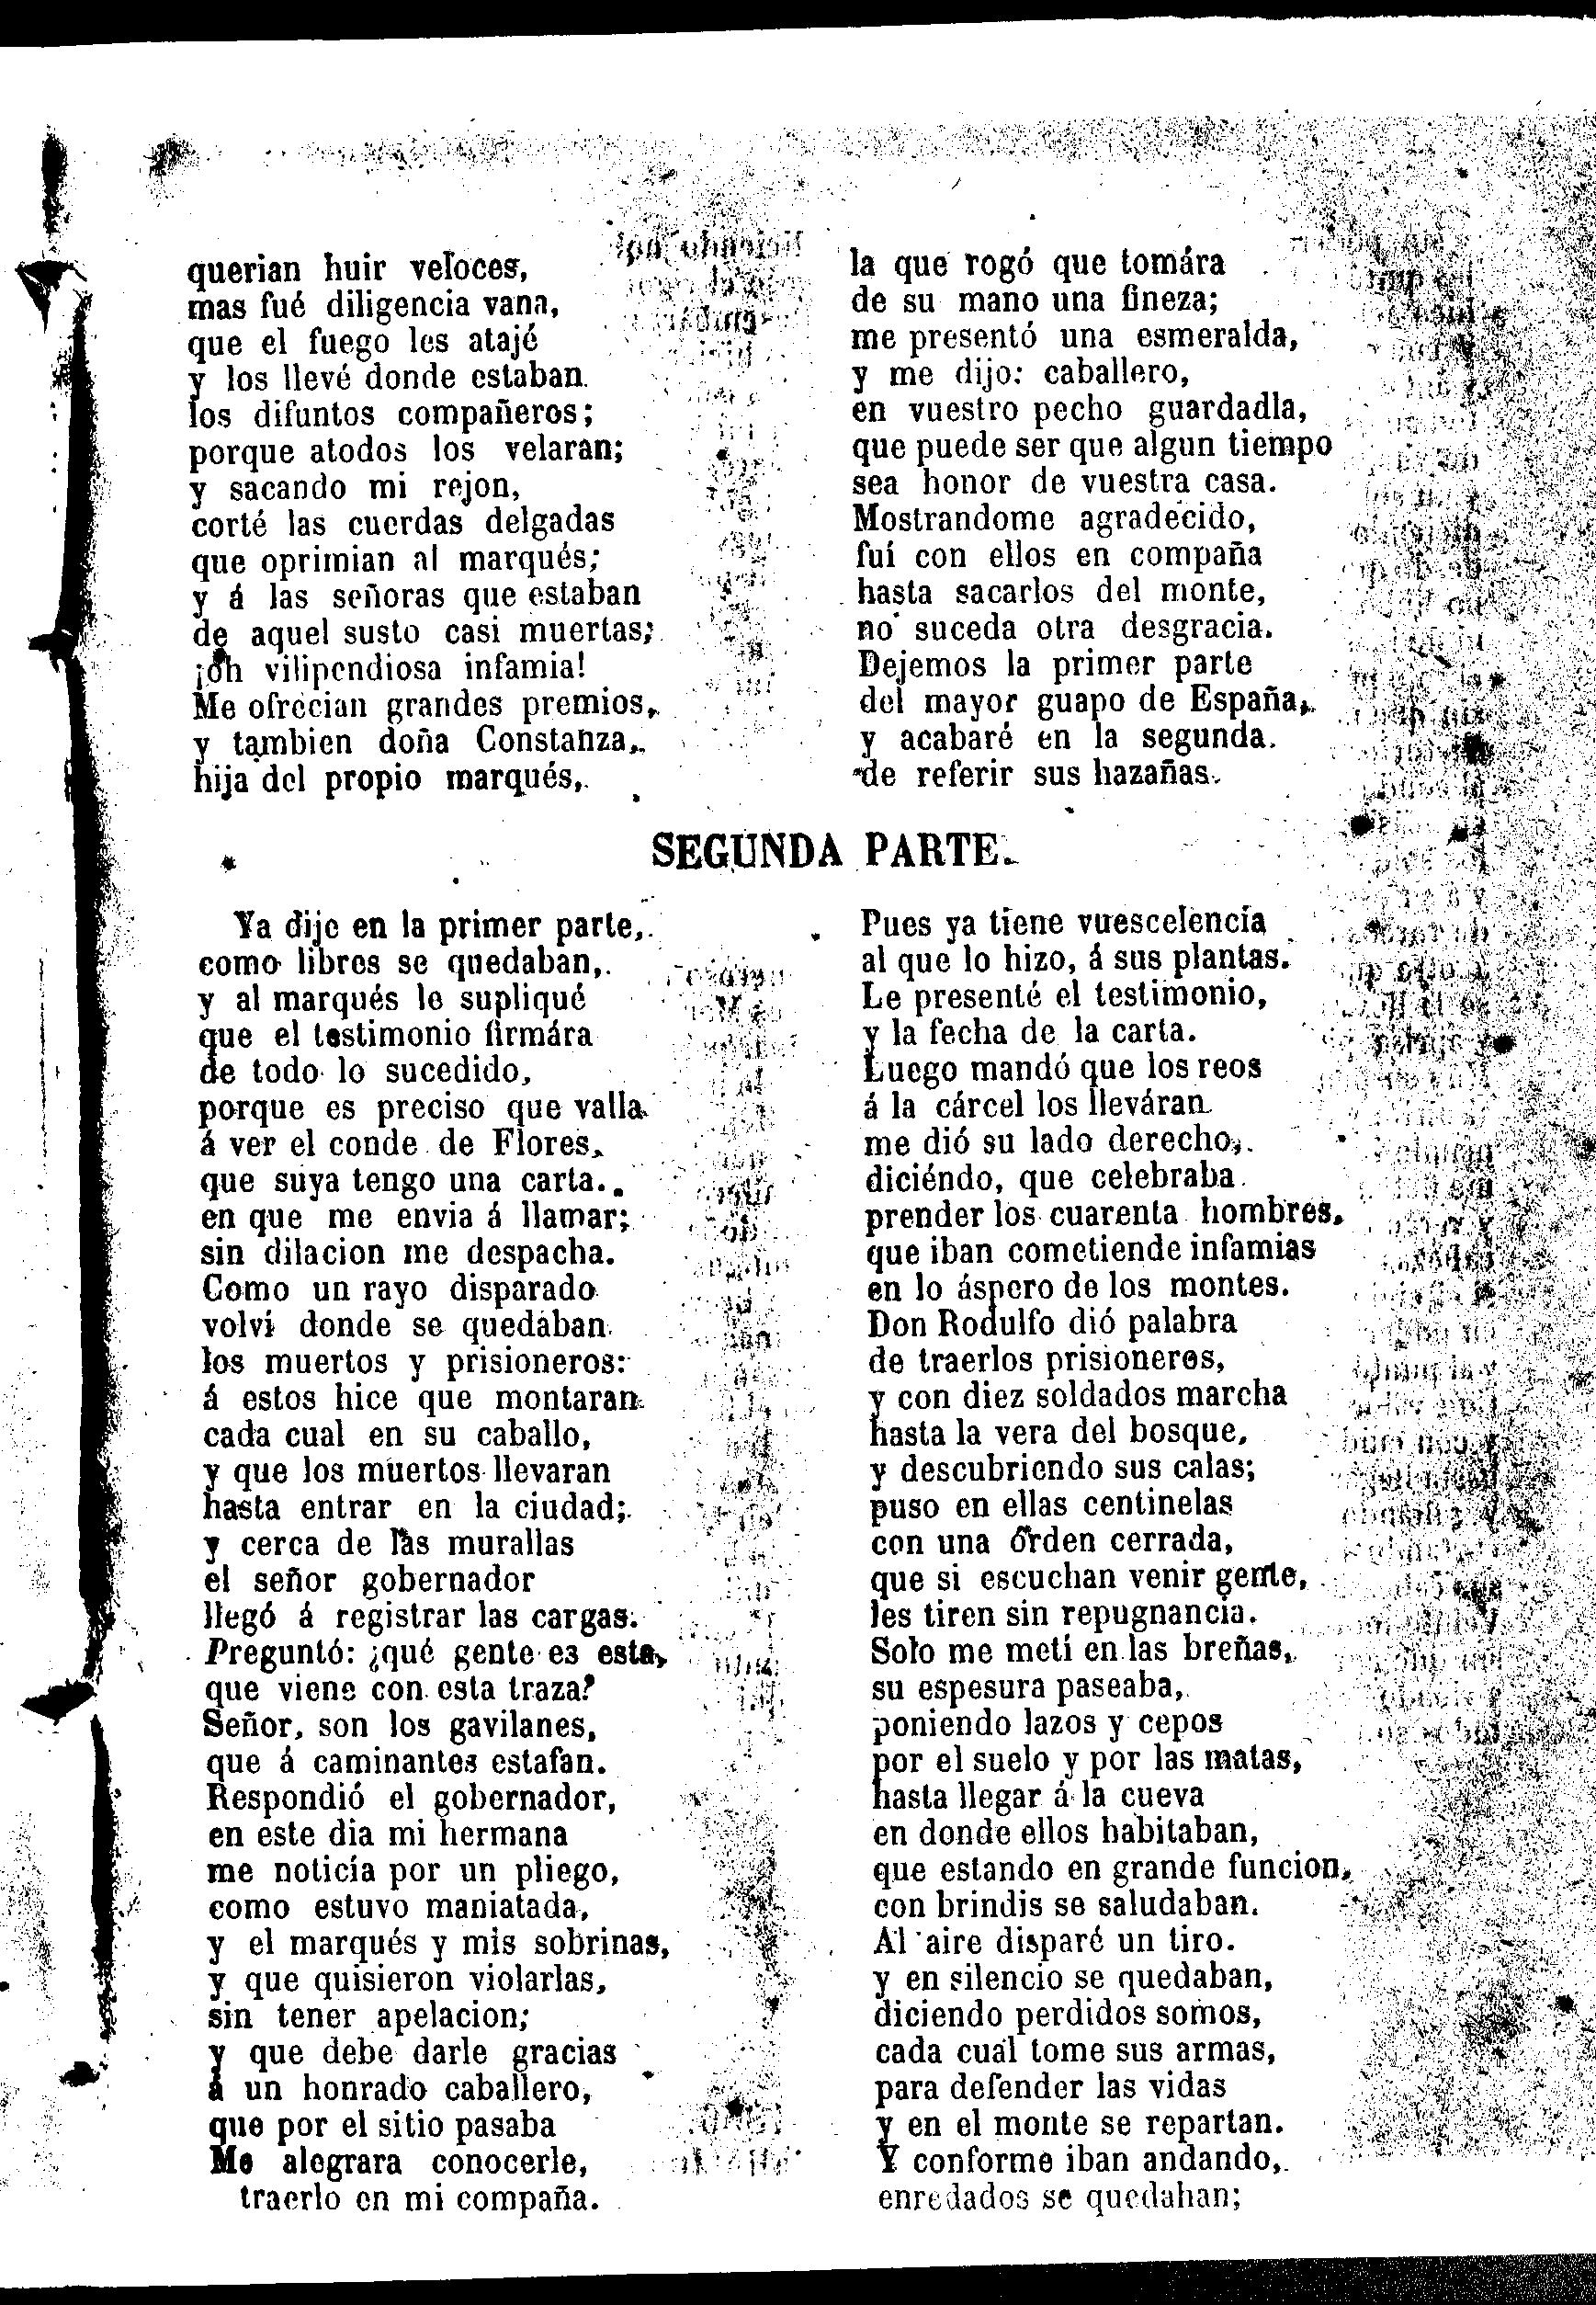 querian huir veloces,
mas fué diligencia vana,
que el fuego les atajé
y los llevé donde estaban
los difuntos compañeros;
porque atodos los velaran;
y sacando mi rejon,
corté las cuerdas delgadas
que oprimian al marqués;
y á las señoras que estaban
de aquel susto casi muertas;
¡oh vilipendiosa infamia!
Me ofrecian grandes premios,
y tambien doña Constanza,
hija del propio marqués,
la que rogó que tomára
de su mano una fineza;
me presentó una esmeralda,
y me dijo: caballero,
en vuestro pecho guardadla,
que puede ser que algun tiempo
sea honor de vuestra casa.
Mostrandome agradecido,
fuí con ellos en compaña
hasta sacarlos del monte,
no suceda otra desgracia.
Dejemos la primer parte
del mayor guapo de España,
y acabaré en la segunda.
de referir sus hazañas.
SEGUNDA PARTE.
Ya dije en la primer parte,
como libres se quedaban,
y al marqués le supliqué
que el testimonio firmára
de todo lo sucedido,
porque es preciso que valla
á ver el conde de Flores,
que suya tengo una carta.
en que me envia á llamar;
sin dilacion me despacha.
Como un rayo disparado
volví donde se quedaban
los muertos y prisioneros:
á estos hice que montaran
cada cual en su caballo,
y que los muertos llevaran
hasta entrar en la ciudad;
y cerca de las murallas
el señor gobernador
llegó á registrar las cargas.
Preguntó: ¿qué gente es esta,
que viene con esta traza?
Señor, son los gavilanes,
que á caminantes estafan.
Respondió el gobernador,
en este dia mi hermana
me noticía por un pliego,
como estuvo maniatada,
y el marqués y mis sobrinas,
y que quisieron violarlas,
sin tener apelacion;
y que debe darle gracias
á un honrado caballero,
que por el sitio pasaba
Me alegrara conocerle,
traerlo en mi compaña.
Pues ya tiene vuescelencía
al que lo hizo, á sus plantas.
Le presenté el testimonio,
y la fecha de la carta.
Luego mandó que los reos
á la cárcel los lleváran
me dió su lado derecho,
diciéndo, que celebraba
prender los cuarenta hombres,
que iban cometiende infamias
en lo áspero de los montes.
Don Rodulfo dió palabra
de traerlos prisioneros,
y con diez soldados marcha
hasta la vera del bosque,
y descubriendo sus calas;
puso en ellas centinelas
con una órden cerrada,
que si escuchan venir gente,
les tiren sin repugnancia.
Solo me metí en las breñas,
su espesura paseaba,
poniendo lazos y cepos
por el suelo y por las matas,
hasta llegar á la cueva
en donde ellos habitaban,
que estando en grande funcion,
con brindis se saludaban.
Al aire disparé un tiro.
y en silencio se quedaban,
diciendo perdidos somos,
cada cual tome sus armas,
para defender las vidas
y en el monte se repartan.
Y conforme iban andando,
enredados se quedahan;